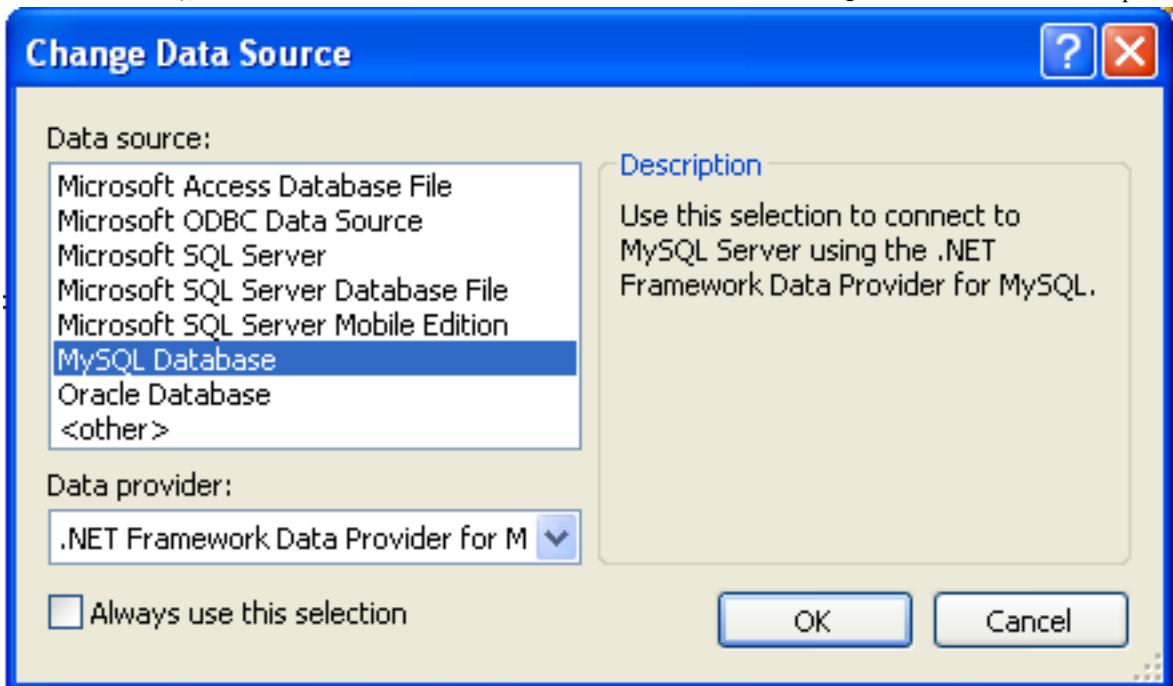 Change Data Source
Data source:
Microsoft Access Database File
Microsoft ODBC Data Source
Microsoft SQL Server
Microsoft SQL Server Database File
Microsoft SQL Server Mobile Edition
MySQL Database
Oracle Database
<other>
Data provider:
.NET Framework Data Provider for M
Always use this selection
Description
Use this selection to connect to
MySQL Server using the .NET
Framework Data Provider for MySQL.
OK
Cancel